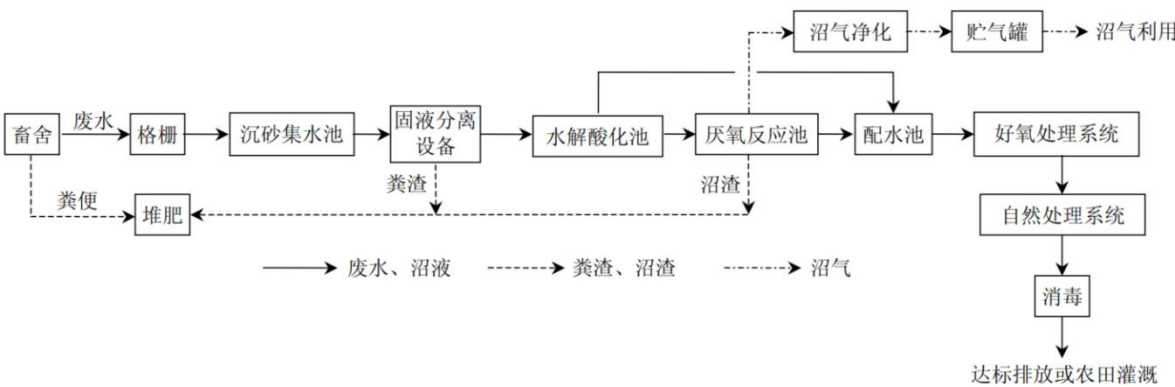 沼气净化
贮气罐
沼气利用
畜舍
废水
格栅
沉砂集水池
固液分离
设备
水解酸化池
厌氧反应池
配水池
好氧处理系统
粪渣
沼渣
粪便
堆肥
自然处理系统
废水、沼液
粪渣、沼渣
沼气
消毒
达标排放或农田灌溉